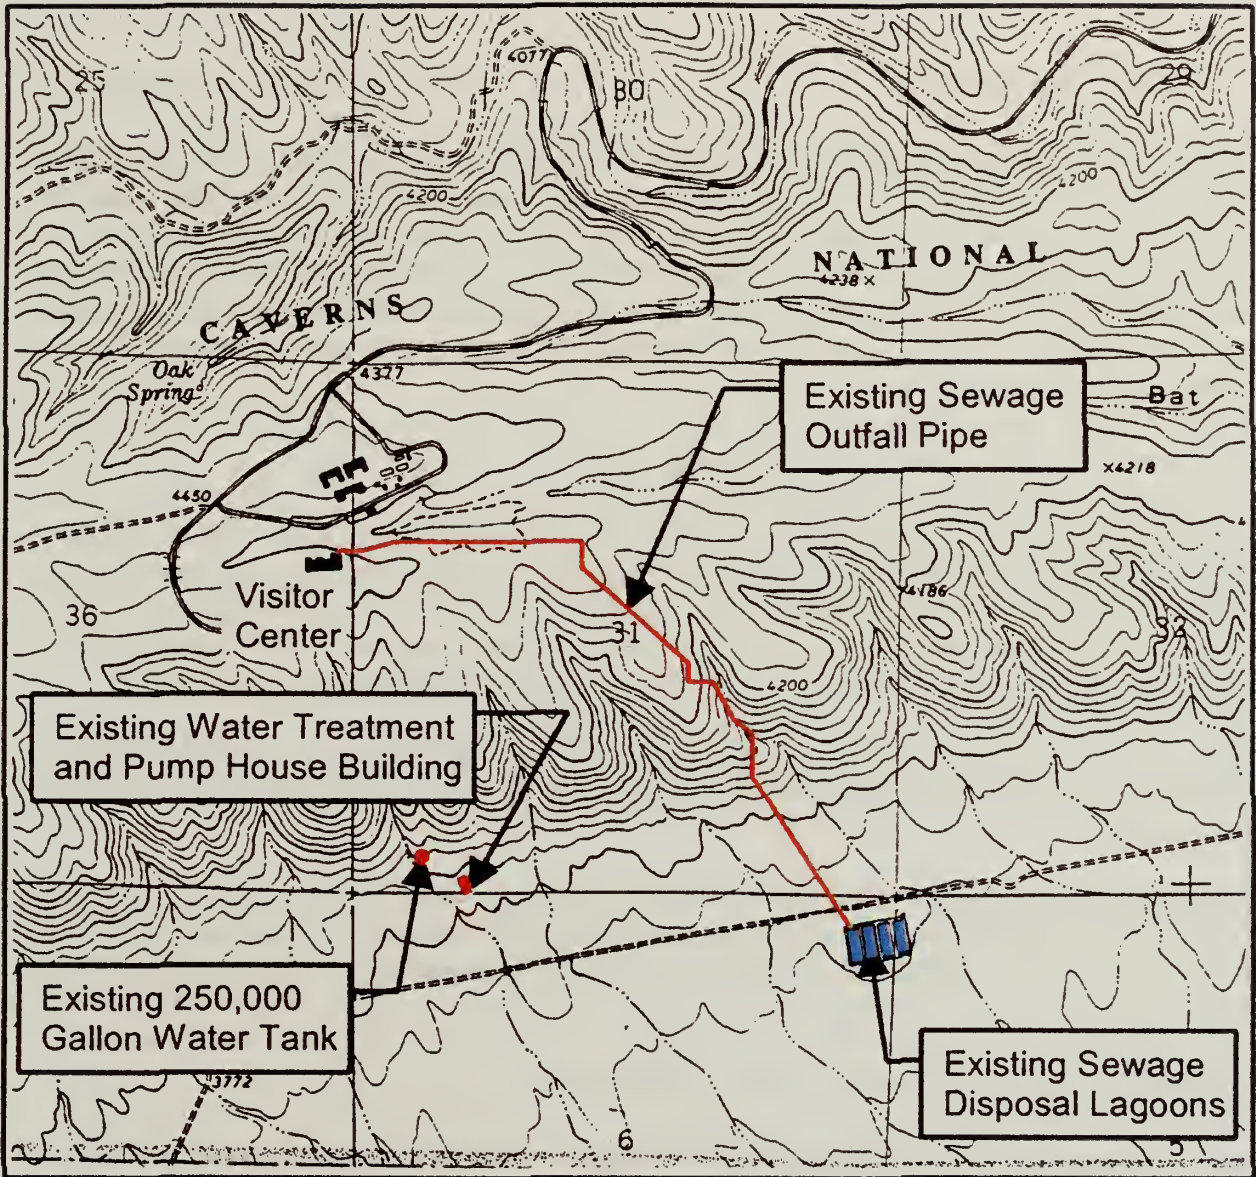 4077
25
30
29
4200
4200
NATIONAL
4238 ×
CAVERNS
Oak
Spring
4327
Existing Sewage
Outfall Pipe
Bat
×4218
4450
4186
Visitor
Center
36
31
4200
Existing Water Treatment
and Pump House Building
Existing 250,000
Gallon Water Tank
3772
Existing Sewage
Disposal Lagoons
6
5